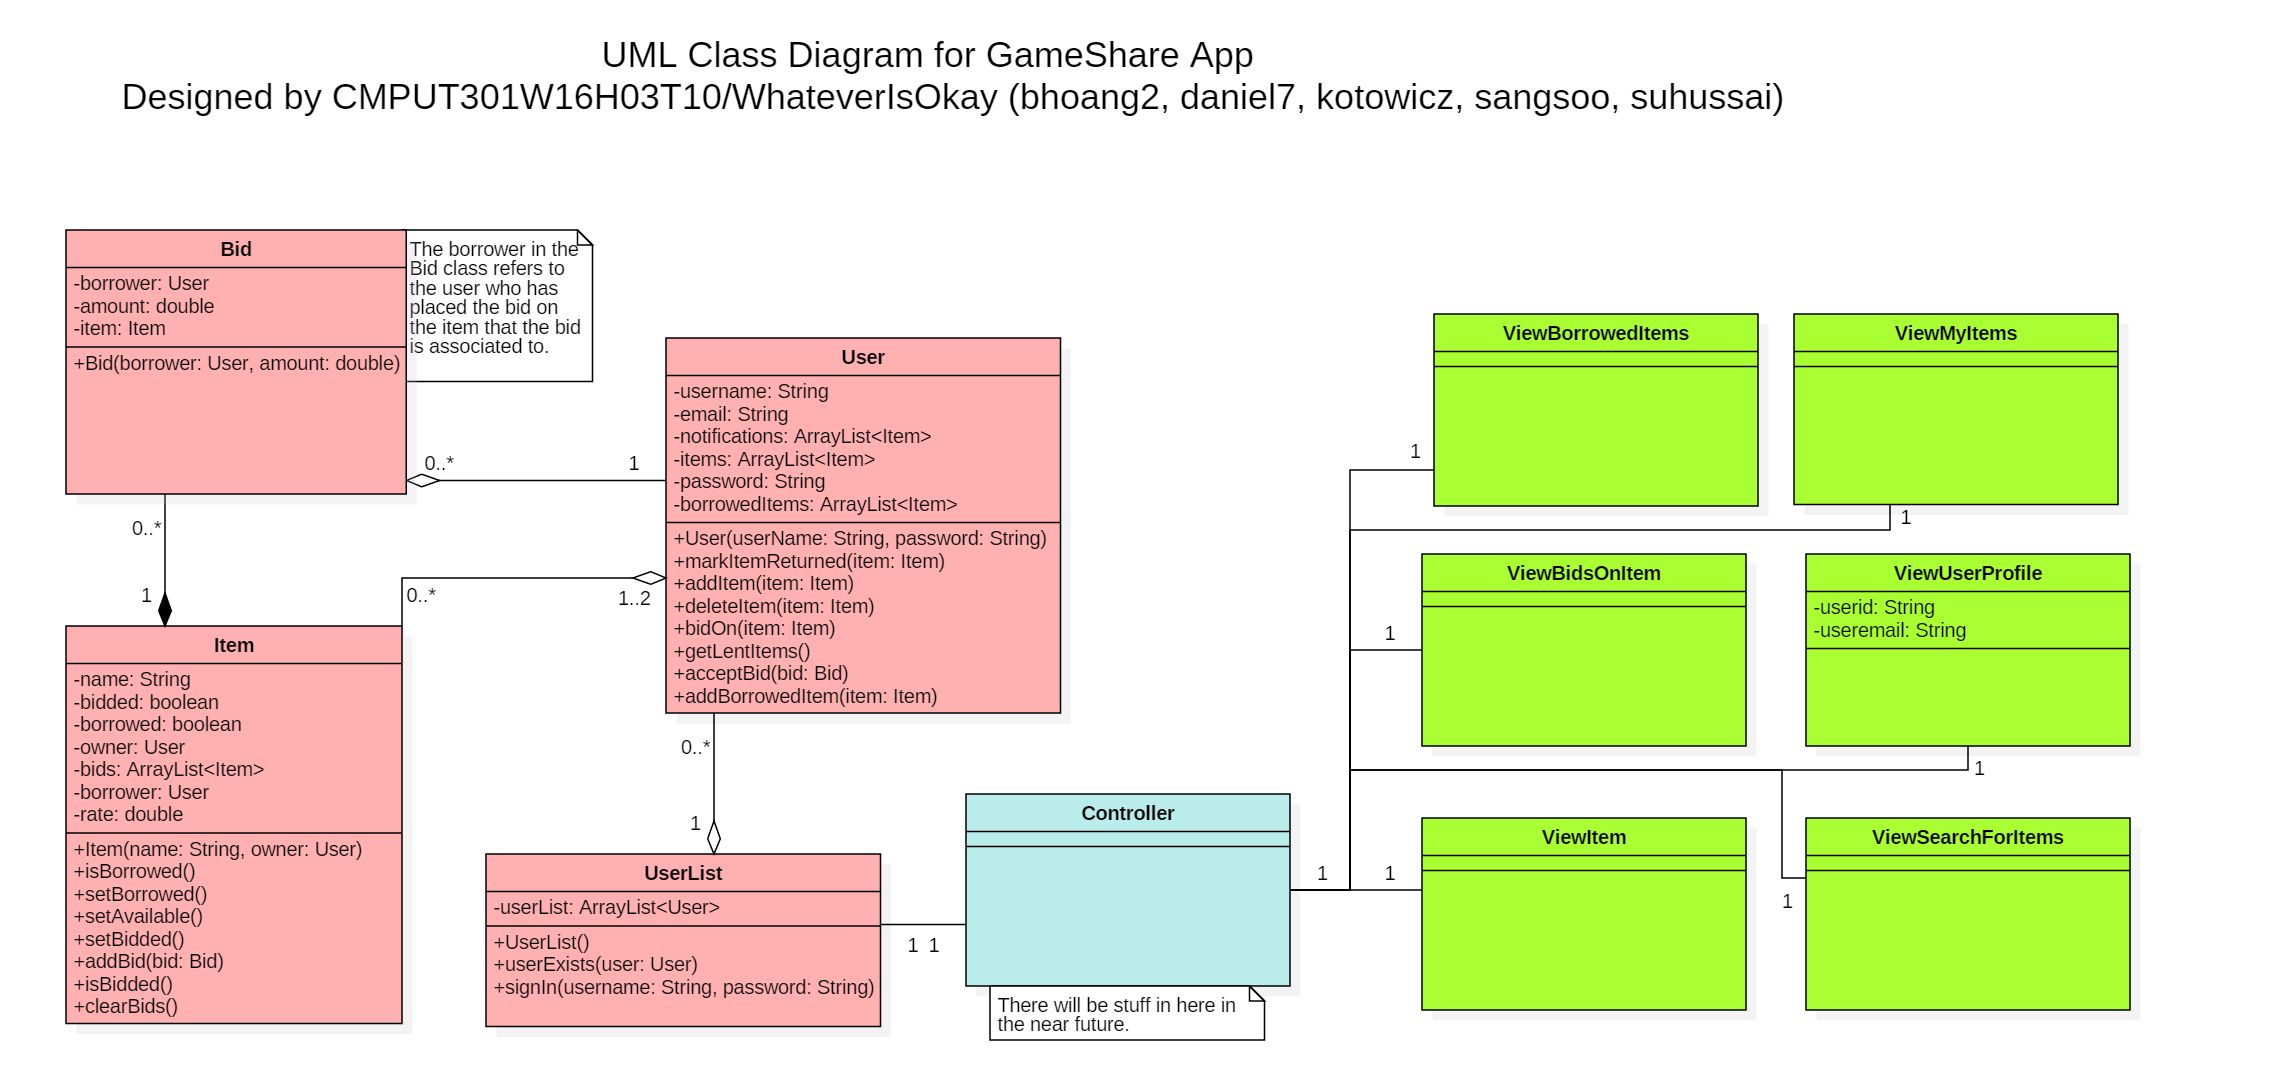 UML Class Diagram for GameShare App
Designed by CMPUT301W16H03T10/WhateverIsOkay (bhoang2, daniel7, kotowicz, sangsoo, suhussai)
Bid
-borrower: User
-amount: double
-item: Item
+Bid(borrower: User, amount: double)
The borrower in the
Bid class refers to
the user who has
placed the bid on
the item that the bid
is associated to.
0..*
1
0..*
1
User
-username: String
-email: String
-notifications: ArrayList<Item>
-items: ArrayList<Item>
-password: String
-borrowedItems: ArrayList<Item>
+User(userName: String, password: String)
+markItemReturned(item: Item)
+addItem(item: Item)
+deleteItem(item: Item)
+bidOn(item: Item)
+getLentItems()
+acceptBid(bid: Bid)
+addBorrowedItem(item: Item)
0..*
1..2
Item
-name: String
-bidded: boolean
-borrowed: boolean
-owner: User
-bids: ArrayList<Item>
-borrower: User
-rate: double
+Item(name: String, owner: User)
+isBorrowed()
+setBorrowed()
+setAvailable()
+setBidded()
+addBid(bid: Bid)
+isBidded()
+clearBids()
0..*
1
UserList
-userList: ArrayList<User>
+UserList()
+userExists(user: User)
+signIn(username: String, password: String)
1 1
Controller
There will be stuff in here in
the near future.
1
1
ViewBorrowedItems
1
ViewMyItems
1
ViewBidsOnItem
1
ViewUserProfile
-userid: String
-useremail: String
1
ViewItem
ViewSearchForItems
1